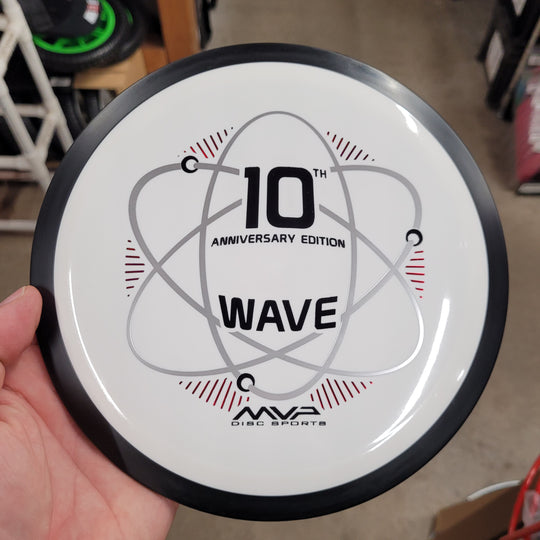 10TH
ANNIVERSARY EDITION
WAVE
MVP
DISC SPORTS